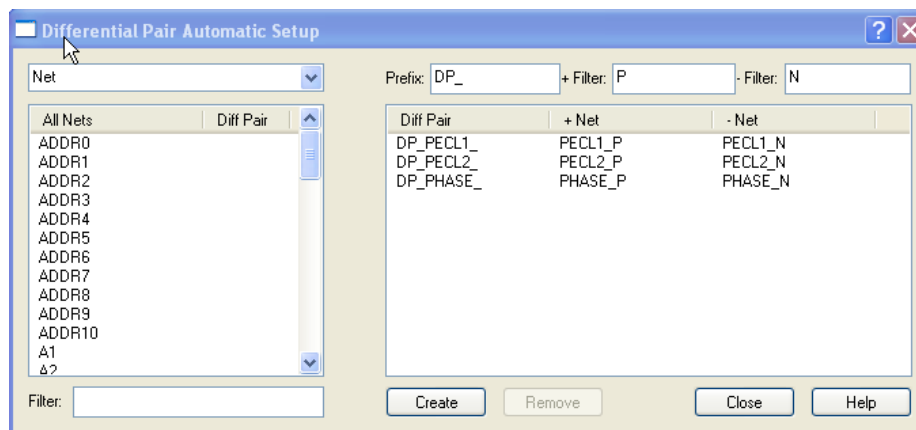 Differential Pair Automatic Setup
Net
Prefix: DP_ + Filter: P - Filter: N
All Nets Diff Pair
ADDR0
ADDR1
ADDR2
ADDR3
ADDR4
ADDR5
ADDR6
ADDR7
ADDR8
ADDR9
ADDR10
A1
A2
Filter:
Diff Pair + Net - Net
DP_PECL1_ PECL1_P PECL1_N
DP_PECL2_ PECL2_P PECL2_N
DP_PHASE_ PHASE_P PHASE_N
Create Remove Close Help